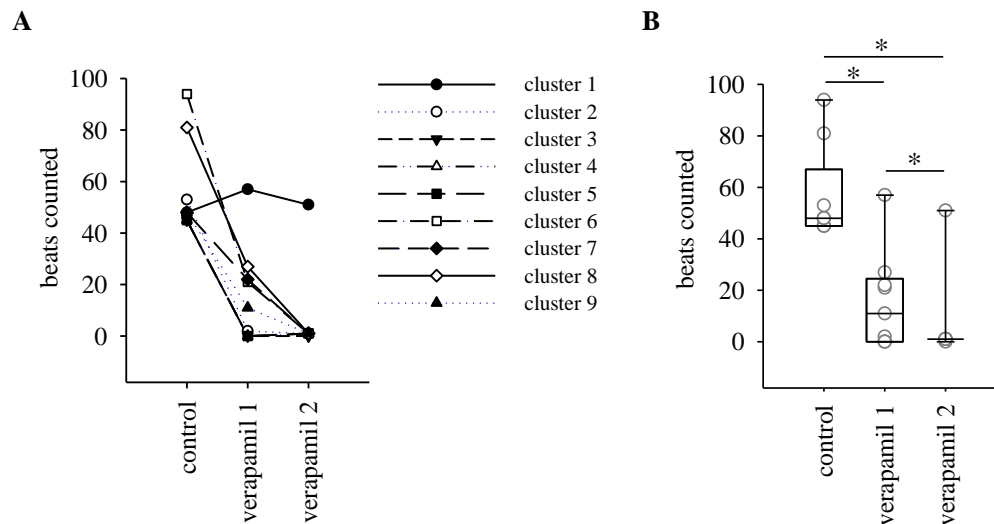 A
beats counted
100
80
60
40
20
0
control
verapamil 1
verapamil 2
cluster 1
cluster 2
cluster 3
cluster 4
cluster 5
cluster 6
cluster 7
cluster 8
cluster 9
B
beats counted
100
80
60
40
20
0
*
*
*
control
verapamil 1
verapamil 2